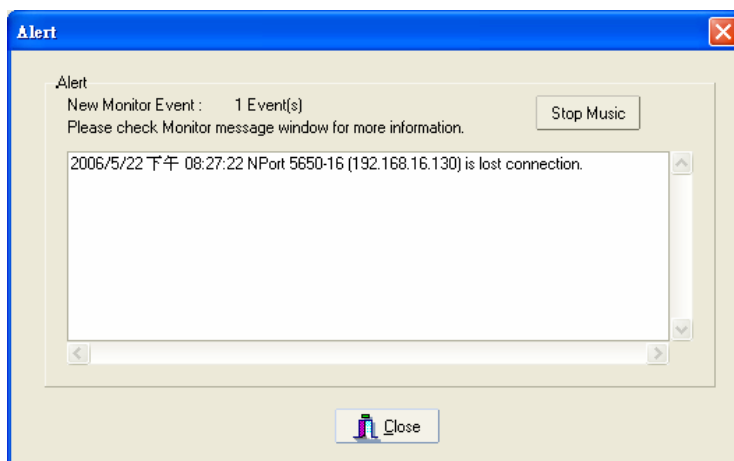 Alert
Alert
New Monitor Event : 1 Event(s)
Please check Monitor message window for more information.
Stop Music
2006/5/22 下午 08:27:22 NPort 5650-16 (192.168.16.130) is lost connection.
Close